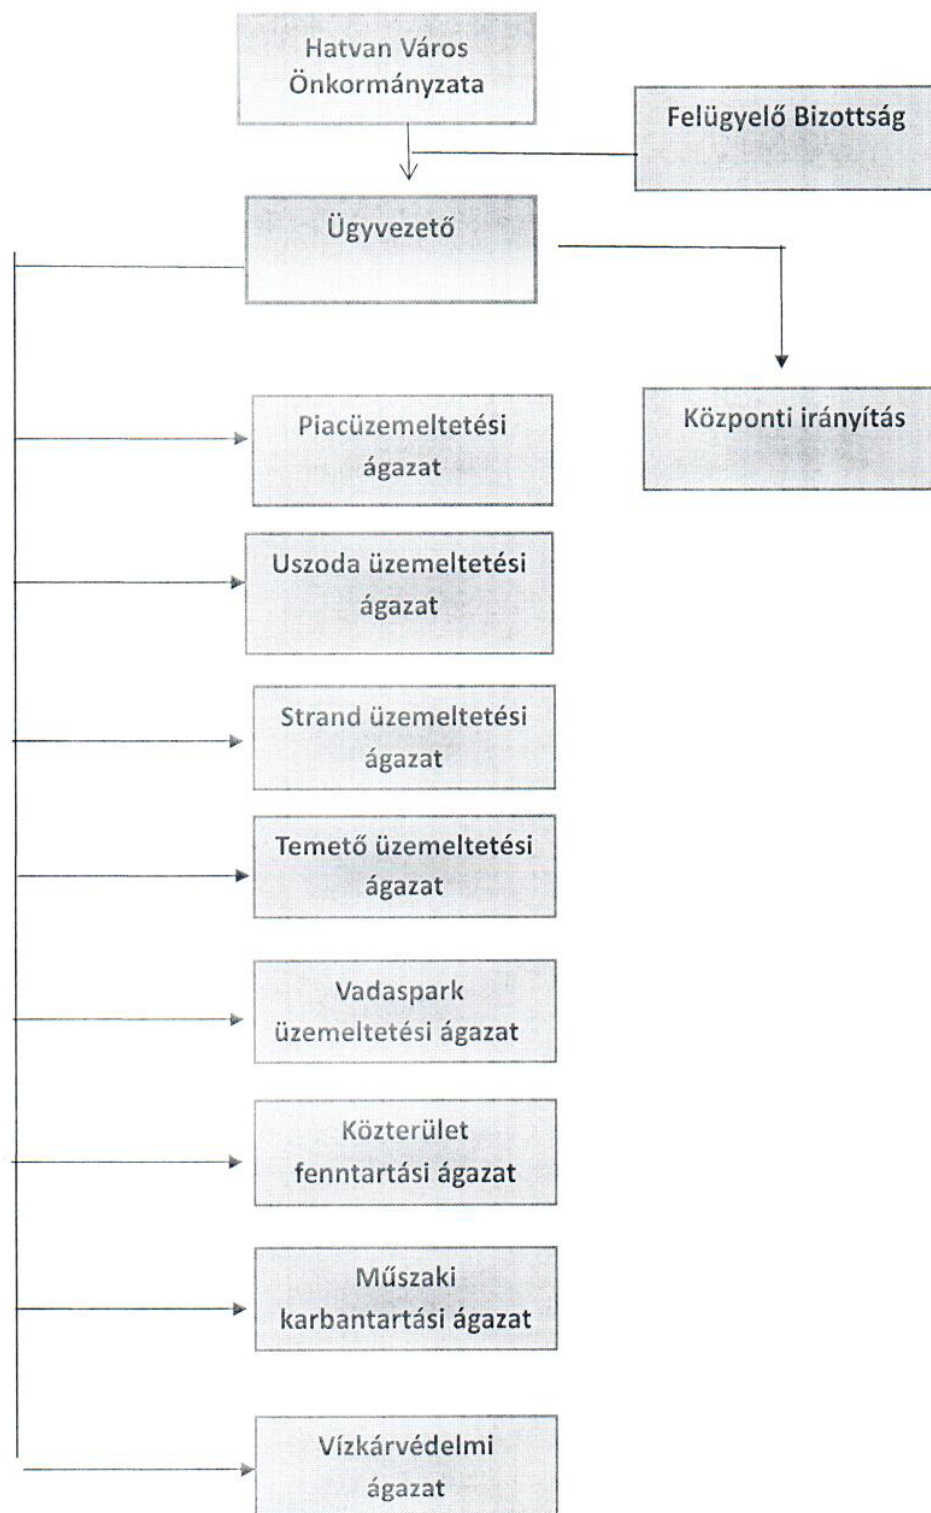 Hatvan Város
Önkormányzata
Felügyelő Bizottság
Ügyvezető
Központi irányítás
Piacüzemeltetési
ágazat
Uszoda üzemeltetési
ágazat
Strand üzemeltetési
ágazat
Temető üzemeltetési
ágazat
Vadaspark
üzemeltetési ágazat
Közterület
fenntartási ágazat
Műszaki
karbantartási ágazat
Vízkárvédelmi
ágazat